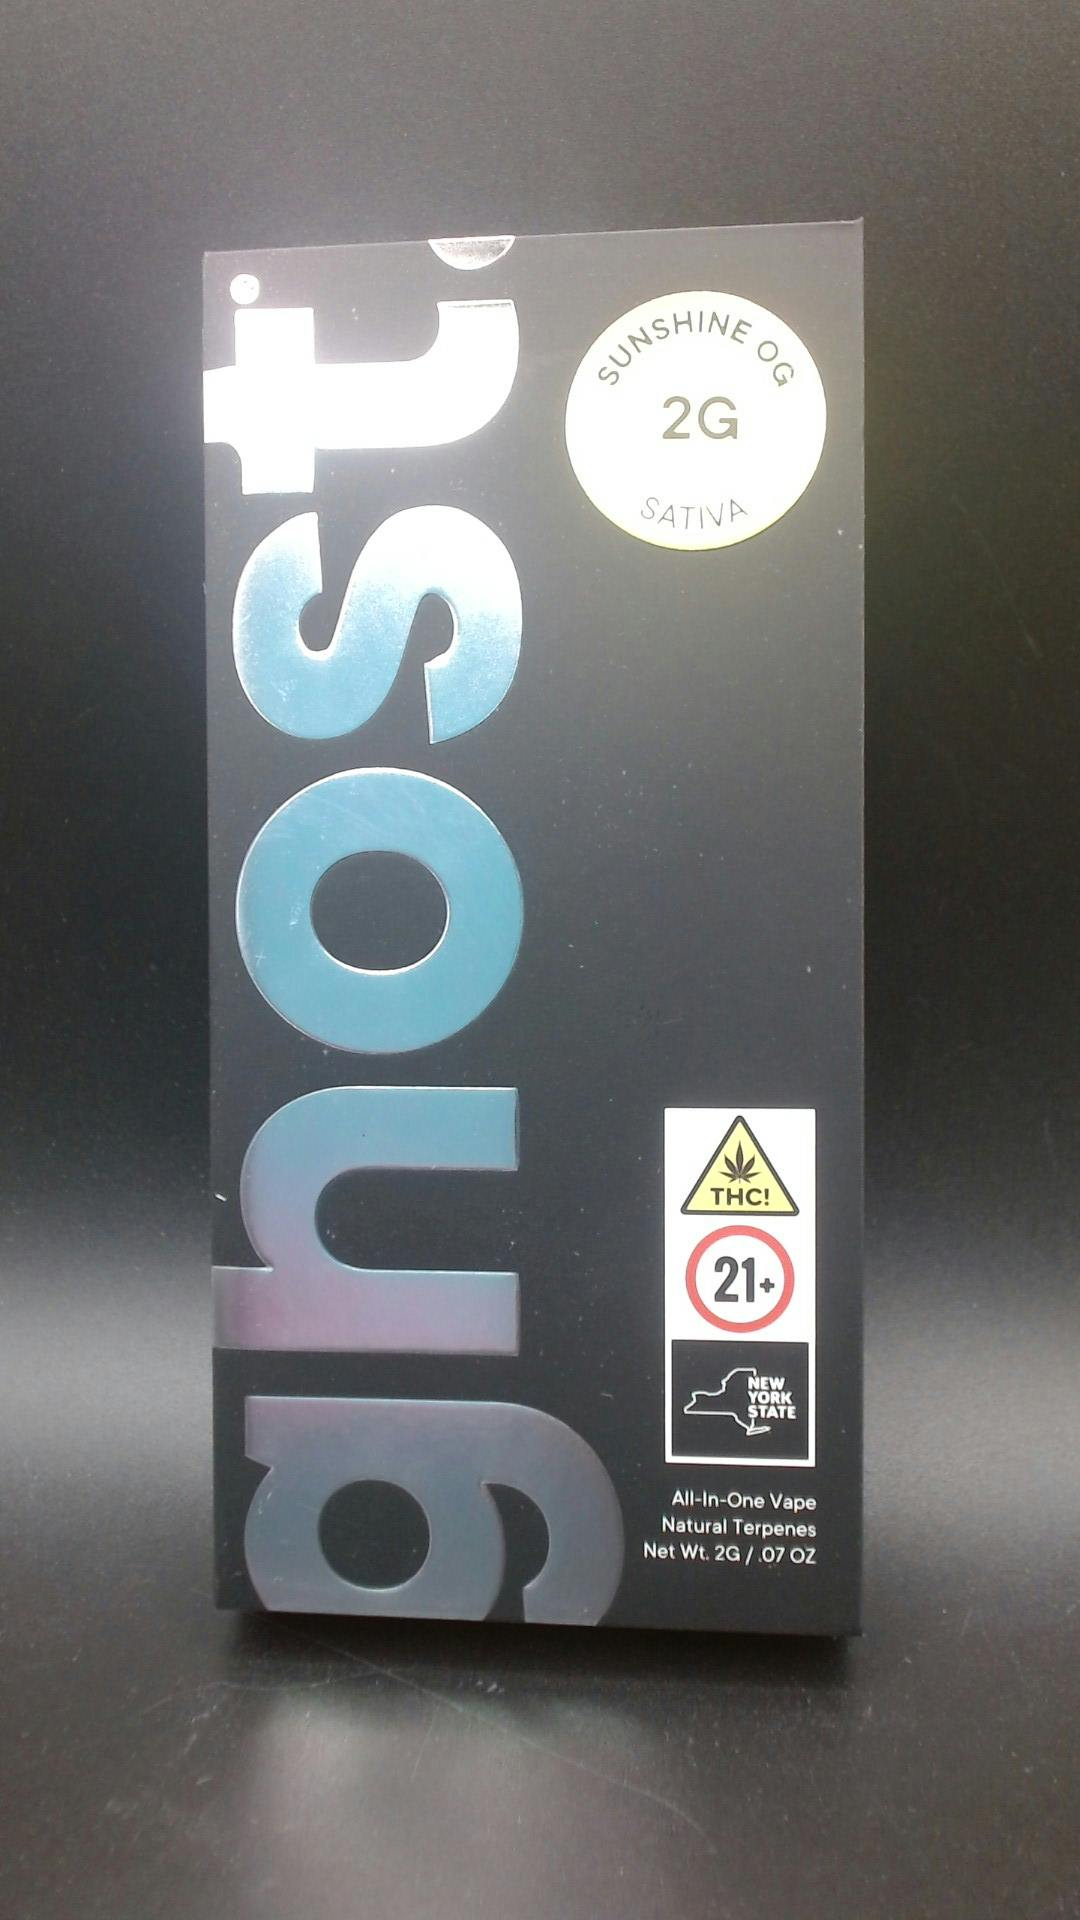 ghost.
SUNSHINE OG
2G
SATIVA
THC!
21+
NEW
YORK
STATE
All-In-One Vape
Natural Terpenes
Net Wt. 2G / .07 OZ